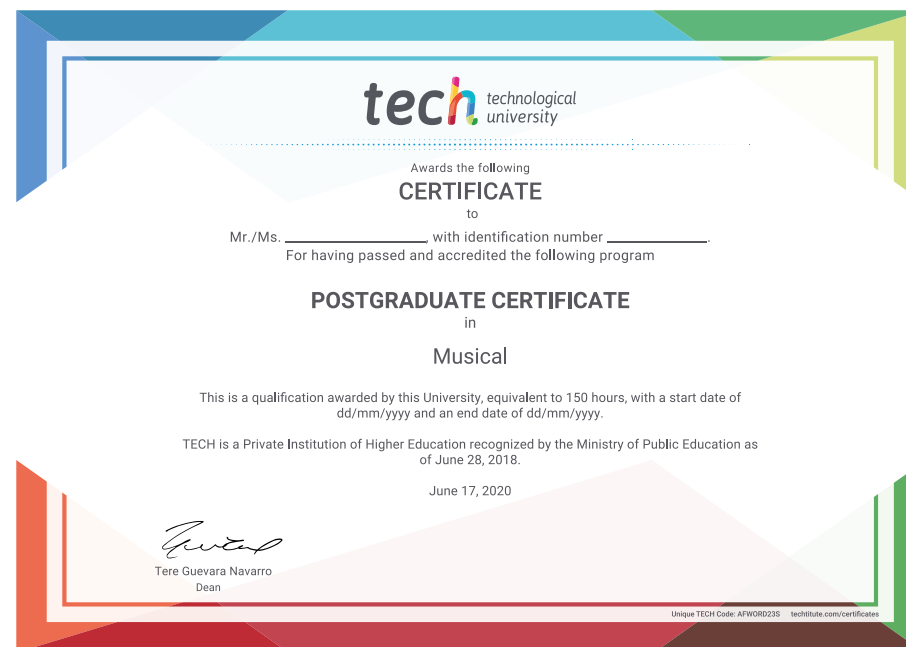 tech technological
university
Awards the following
CERTIFICATE
to
Mr./Ms. ____________________, with identification number ______________.
For having passed and accredited the following program
POSTGRADUATE CERTIFICATE
in
Musical
This is a qualification awarded by this University, equivalent to 150 hours, with a start date of
dd/mm/yyyy and an end date of dd/mm/yyyy.
TECH is a Private Institution of Higher Education recognized by the Ministry of Public Education as
of June 28, 2018.
June 17, 2020
Tere Guevara Navarro
Dean
Unique TECH Code: AFWORD23S techtitute.com/certificates